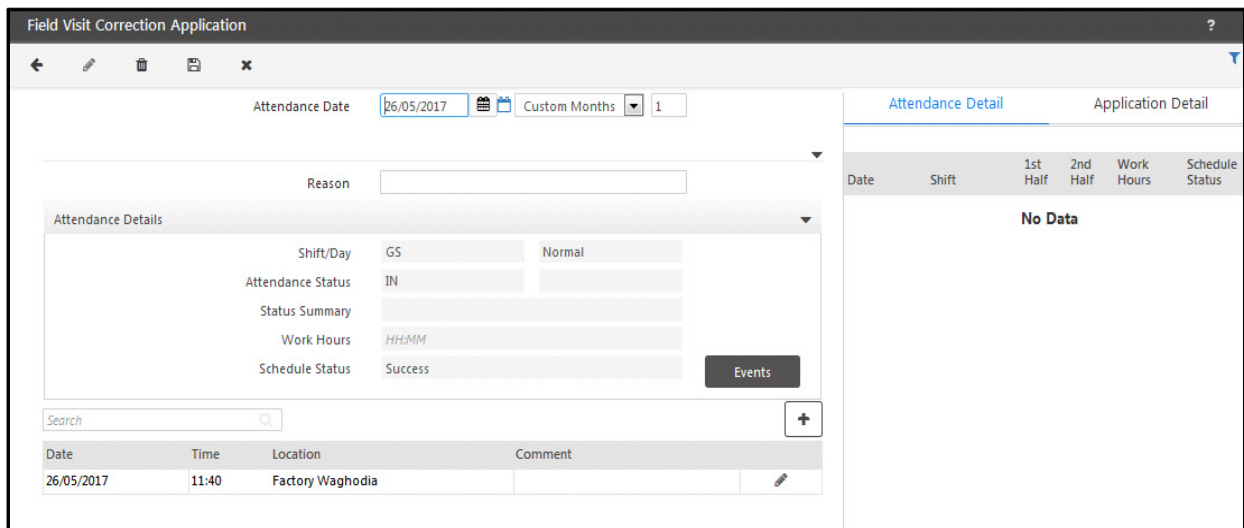 Field Visit Correction Application ?
Attendance Date 26/05/2017 Custom Months 1
Reason
Attendance Details
Shift/Day GS Normal
Attendance Status IN
Status Summary
Work Hours HH:MM
Schedule Status Success
Events
Search
+
Date Time Location Comment
26/05/2017 11:40 Factory Waghodia
Attendance Detail Application Detail
Date Shift 1st Half 2nd Half Work Hours Schedule Status
No Data